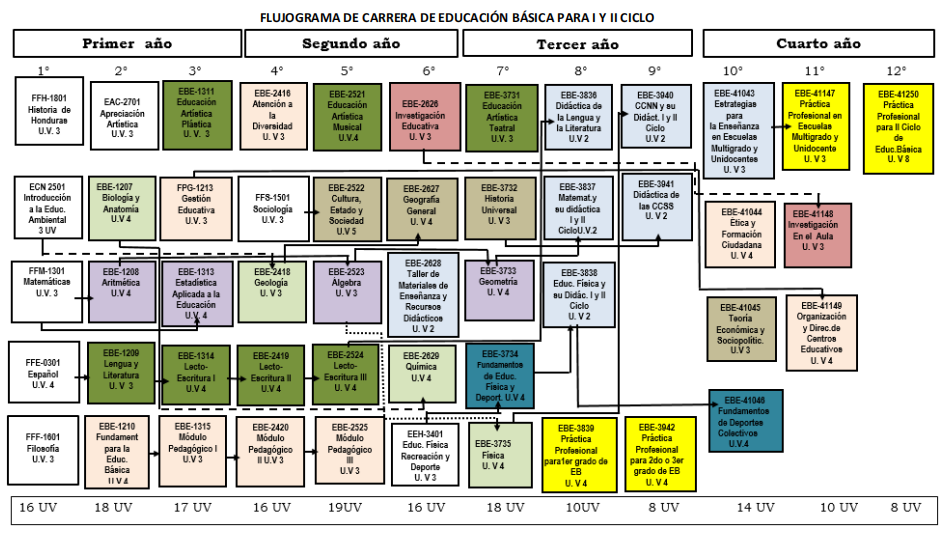 FLUJOGRAMA DE CARRERA DE EDUCACIÓN BÁSICA PARA I Y II CICLO
Primer año
Segundo año
Tercer año
Cuarto año
1° 2° 3° 4° 5° 6° 7° 8° 9° 10° 11° 12°
FFH-1801
Historia de
Honduras
U.V. 3
EAC-2701
Apreciación
Artística
U.V. 3
EBE-1311
Educación
Artística
Plástica
U.V. 3
EBE-2416
Atención a
la
Diversidad
U.V 3
EBE-2521
Educación
Artística
Musical
U.V.4
EBE-2626
Investigación
Educativa
U. V 3
EBE-3731
Educación
Artística
Teatral
U.V. 3
EBE-3836
Didáctica de
la Lengua y
la Literatura
U.V 2
EBE-3940
CCNN y su
Didáct. I y II
Ciclo
U.V 2
EBE-41043
Estrategias
para
la Enseñanza
en Escuelas
Multigrado y
Unidocentes
U. V 3
EBE-41147
Práctica
Profesional en
Escuelas
Multigrado y
Unidocente
U. V 3
EBE-41250
Práctica
Profesional
para II Ciclo
de
Educ.Básica
U.V 8
ECN 2501
Introducción
a la Educ.
Ambiental
3 UV
EBE-1207
Biología y
Anatomía
U.V 4
FPG-1213
Gestión
Educativa
U.V. 3
FFS-1501
Sociología
U.V. 3
EBE-2522
Cultura,
Estado y
Sociedad
U.V 5
EBE-2627
Geografía
General
U. V 4
EBE-3732
Historia
Universal
U. V 3
EBE-3837
Matemat.y
su didáctica
I y II
CicloU.V.2
EBE-3941
Didáctica de
las CCSS
U. V 2
EBE-41044
Etica y
Formación
Ciudadana
U. V 4
EBE-41148
Investigación
En el Aula
U. V 3
FFM-1301
Matemáticas
U.V. 3
EBE-1208
Aritmética
U.V 4
EBE-1313
Estadística
Aplicada a la
Educación
U.V. 4
EBE-2418
Geología
U.V 3
EBE-2523
Algebra
U.V. 3
EBE-2628
Taller de
Materiales de
Enseñanza y
Recursos
Didácticos
U. V 2
EBE-3733
Geometría
U. V 4
EBE-3838
Educ. Física y
su Didác. I y II
Ciclo
U. V 2
EBE-41045
Teoría
Económica y
Sociopolític.
U.V 3
EBE-41149
Organización
y Direc.de
Centros
Educativos
U. V 4
FFE-0301
Español
U.V. 4
EBE-1209
Lengua y
Literatura
U. V 3
EBE-1314
Lecto-
Escritura I
U.V 4
EBE-2419
Lecto-
Escritura II
U.V 4
EBE-2524
Lecto-
Escritura III
U.V 4
EBE-2629
Química
U.V 4
EBE-3734
Fundamentos
de Educ.
Física y
Deport. U.V 4
EBE-41046
Fundamentos
de Deportes
Colectivos
U.V.4
FFF-1601
Filosofía
U.V. 3
EBE-1210
Fundament
para la
Educ.
Básica
U.V 4
EBE-1315
Módulo
Pedagógico I
U.V 3
EBE-2420
Módulo
Pedagógico
II U.V 3
EBE-2525
Módulo
Pedagógico
III
U.V 3
EEH-3401
Educ. Física
Recreación y
Deporte
U.V 3
EBE-3735
Física
U. V 4
EBE-3839
Práctica
Profesional
para1er grado de
EB
U.V 4
EBE-3942
Práctica
Profesional
para 2do o 3er
grado de EB
U.V 4
16 UV 18 UV 17 UV 16 UV 19UV 16 UV 18 UV 10UV 8 UV 14 UV 10 UV 8 UV